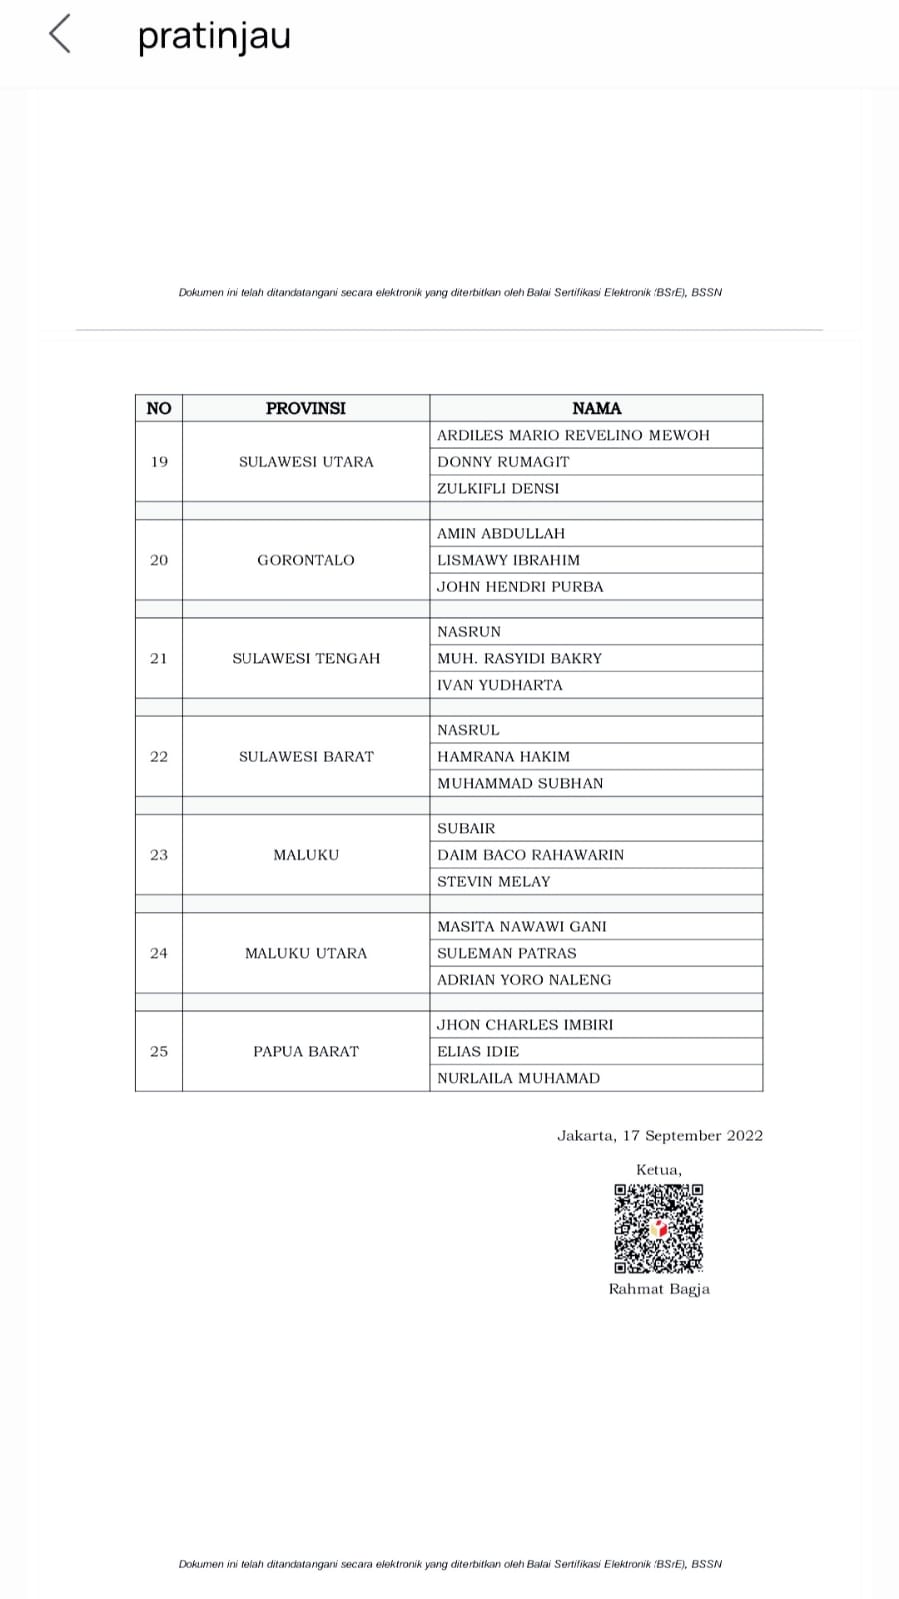 pratinjau
Dokumen ini telah ditandatangani secara elektronik yang diterbitkan oleh Balai Sertifikasi Elektronik (BSrE), BSSN
NO PROVINSI NAMA
19 SULAWESI UTARA
ARDILES MARIO REVELINO MEWOH
DONNY RUMAGIT
ZULKIFLI DENSI
20 GORONTALO
AMIN ABDULLAH
LISMAWY IBRAHIM
JOHN HENDRI PURBA
21 SULAWESI TENGAH
NASRUN
MUH. RASYIDI BAKRY
IVAN YUDHARTA
22 SULAWESI BARAT
NASRUL
HAMRANA HAKIM
MUHAMMAD SUBHAN
23 MALUKU
SUBAIR
DAIM BACO RAHAWARIN
STEVIN MELAY
24 MALUKU UTARA
MASITA NAWAWI GANI
SULEMAN PATRAS
ADRIAN YORO NALENG
25 PAPUA BARAT
JHON CHARLES IMBIRI
ELIAS IDIE
NURLAILA MUHAMAD
Jakarta, 17 September 2022
Ketua,
Rahmat Bagja
Dokumen ini telah ditandatangani secara elektronik yang diterbitkan oleh Balai Sertifikasi Elektronik (BSrE), BSSN